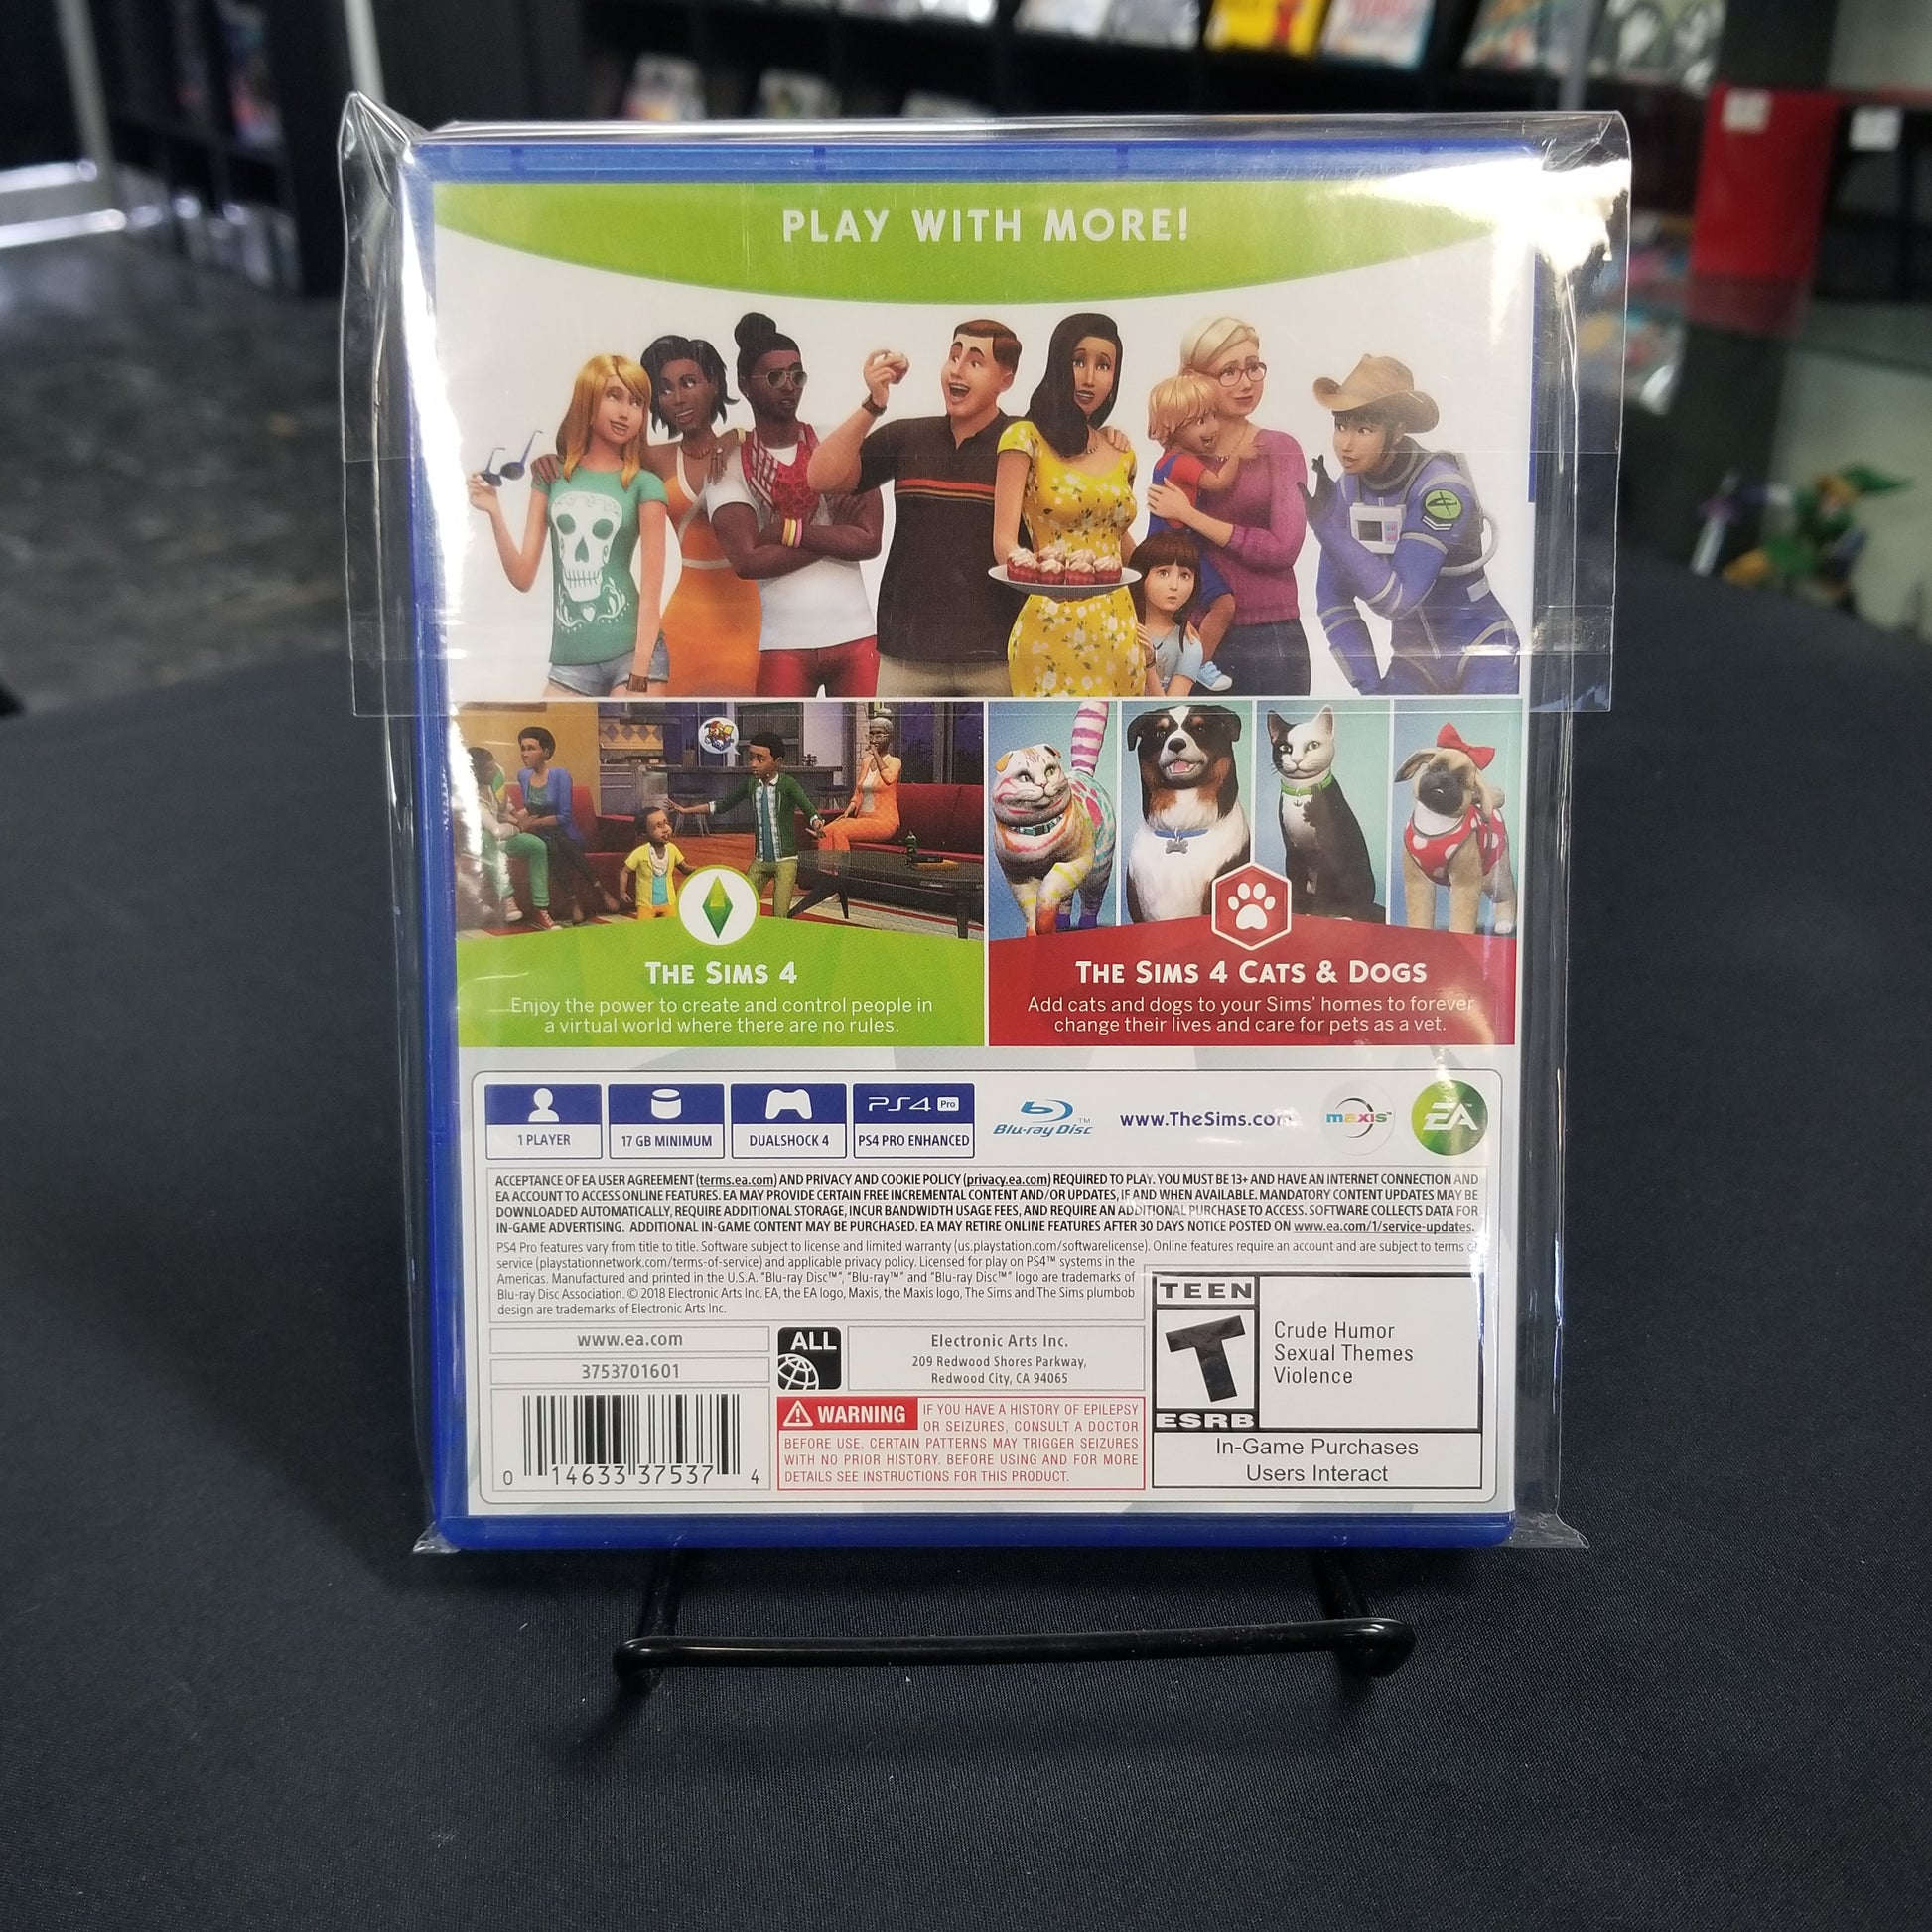 PLAY WITH MORE!
THE SIMS 4
Enjoy the power to create and control people in
a virtual world where there are no rules.
THE SIMS 4 CATS & DOGS
Add cats and dogs to your Sims' homes to forever
change their lives and care for pets as a vet.
1 PLAYER
17 GB MINIMUM
DUALSHOCK 4
PS4 Pro
PS4 PRO ENHANCED
Blu-ray Disc™
www.TheSims.com
maxis™
EA
ACCEPTANCE OF EA USER AGREEMENT (terms.ea.com) AND PRIVACY AND COOKIE POLICY (privacy.ea.com) REQUIRED TO PLAY. YOU MUST BE 13+ AND HAVE AN INTERNET CONNECTION AND
EA ACCOUNT TO ACCESS ONLINE FEATURES. EA MAY PROVIDE CERTAIN FREE INCREMENTAL CONTENT AND/OR UPDATES, IF AND WHEN AVAILABLE. MANDATORY CONTENT UPDATES MAY BE
DOWNLOADED AUTOMATICALLY, REQUIRE ADDITIONAL STORAGE, INCUR BANDWIDTH USAGE FEES, AND REQUIRE AN ADDITIONAL PURCHASE TO ACCESS. SOFTWARE COLLECTS DATA FOR
IN-GAME ADVERTISING. ADDITIONAL IN-GAME CONTENT MAY BE PURCHASED. EA MAY RETIRE ONLINE FEATURES AFTER 30 DAYS NOTICE POSTED ON www.ea.com/1/service-updates.
PS4 Pro features vary from title to title. Software subject to license and limited warranty (us.playstation.com/softwarelicense). Online features require an account and are subject to terms of
service (playstationnetwork.com/terms-of-service) and applicable privacy policy. Licensed for play on PS4™ systems in the
Americas. Manufactured and printed in the U.S.A. "Blu-ray Disc™", "Blu-ray™" and "Blu-ray Disc™" logo are trademarks of
Blu-ray Disc Association. © 2018 Electronic Arts Inc. EA, the EA logo, Maxis, the Maxis logo, The Sims and The Sims plumbob
design are trademarks of Electronic Arts Inc.
www.ea.com
3753701601
ALL
Electronic Arts Inc.
209 Redwood Shores Parkway,
Redwood City, CA 94065
WARNING IF YOU HAVE A HISTORY OF EPILEPSY
OR SEIZURES, CONSULT A DOCTOR
BEFORE USE. CERTAIN PATTERNS MAY TRIGGER SEIZURES
WITH NO PRIOR HISTORY. BEFORE USING AND FOR MORE
DETAILS SEE INSTRUCTIONS FOR THIS PRODUCT.
0 14633 37537 4
TEEN
T
ESRB
Crude Humor
Sexual Themes
Violence
In-Game Purchases
Users Interact